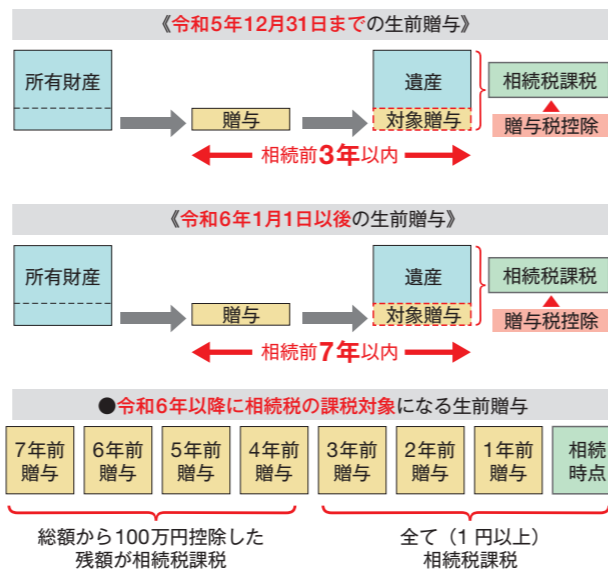 《令和5年12月31日までの生前贈与》
所有財産
遺産
相続税課税
贈与
対象贈与
贈与税控除
相続前3年以内
《令和6年1月1日以後の生前贈与》
所有財産
遺産
相続税課税
贈与
対象贈与
贈与税控除
相続前7年以内
●令和6年以降に相続税の課税対象になる生前贈与
7年前
贈与
6年前
贈与
5年前
贈与
4年前
贈与
3年前
贈与
2年前
贈与
1年前
贈与
相続
時点
総額から100万円控除した
残額が相続税課税
全て（1円以上）
相続税課税